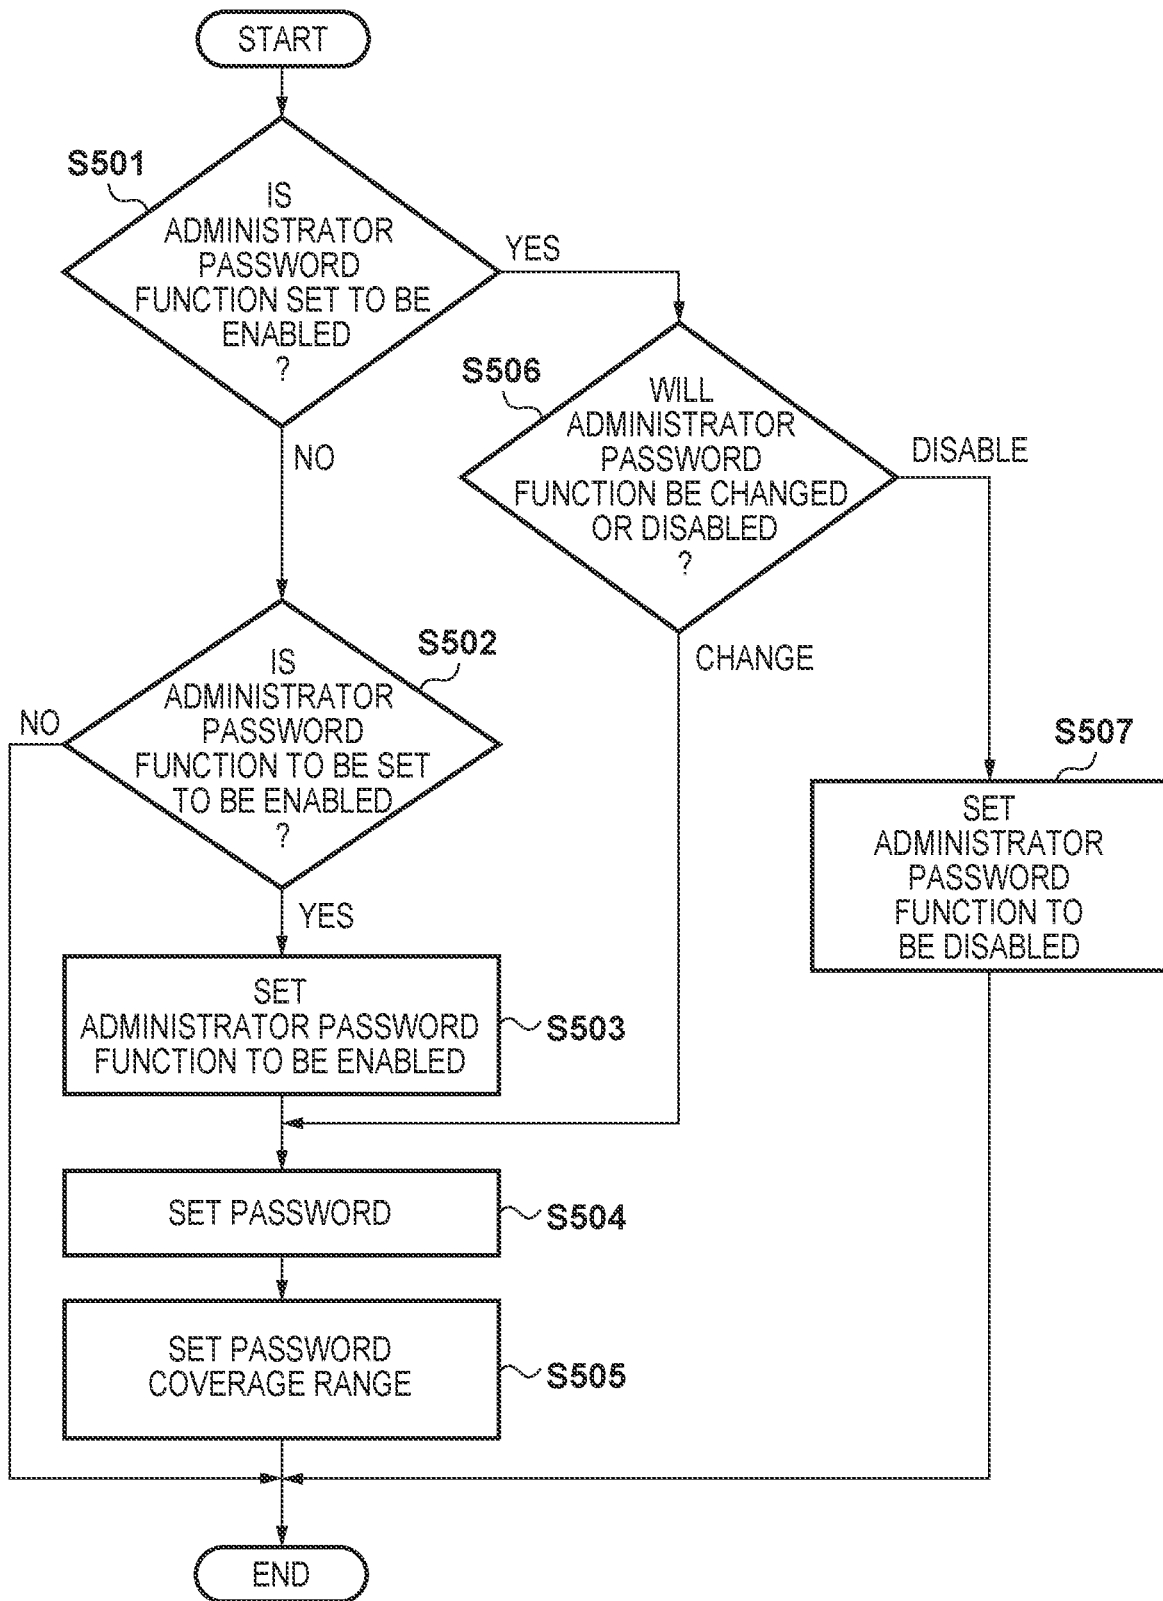 START
S501
IS
ADMINISTRATOR
PASSWORD
FUNCTION SET TO BE
ENABLED
?
YES
NO
S506
WILL
ADMINISTRATOR
PASSWORD
FUNCTION BE CHANGED
OR DISABLED
?
DISABLE
CHANGE
S502
IS
ADMINISTRATOR
PASSWORD
FUNCTION TO BE SET
TO BE ENABLED
?
NO
YES
S507
SET
ADMINISTRATOR
PASSWORD
FUNCTION TO
BE DISABLED
SET
ADMINISTRATOR PASSWORD
FUNCTION TO BE ENABLED
S503
SET PASSWORD
S504
SET PASSWORD
COVERAGE RANGE
S505
END